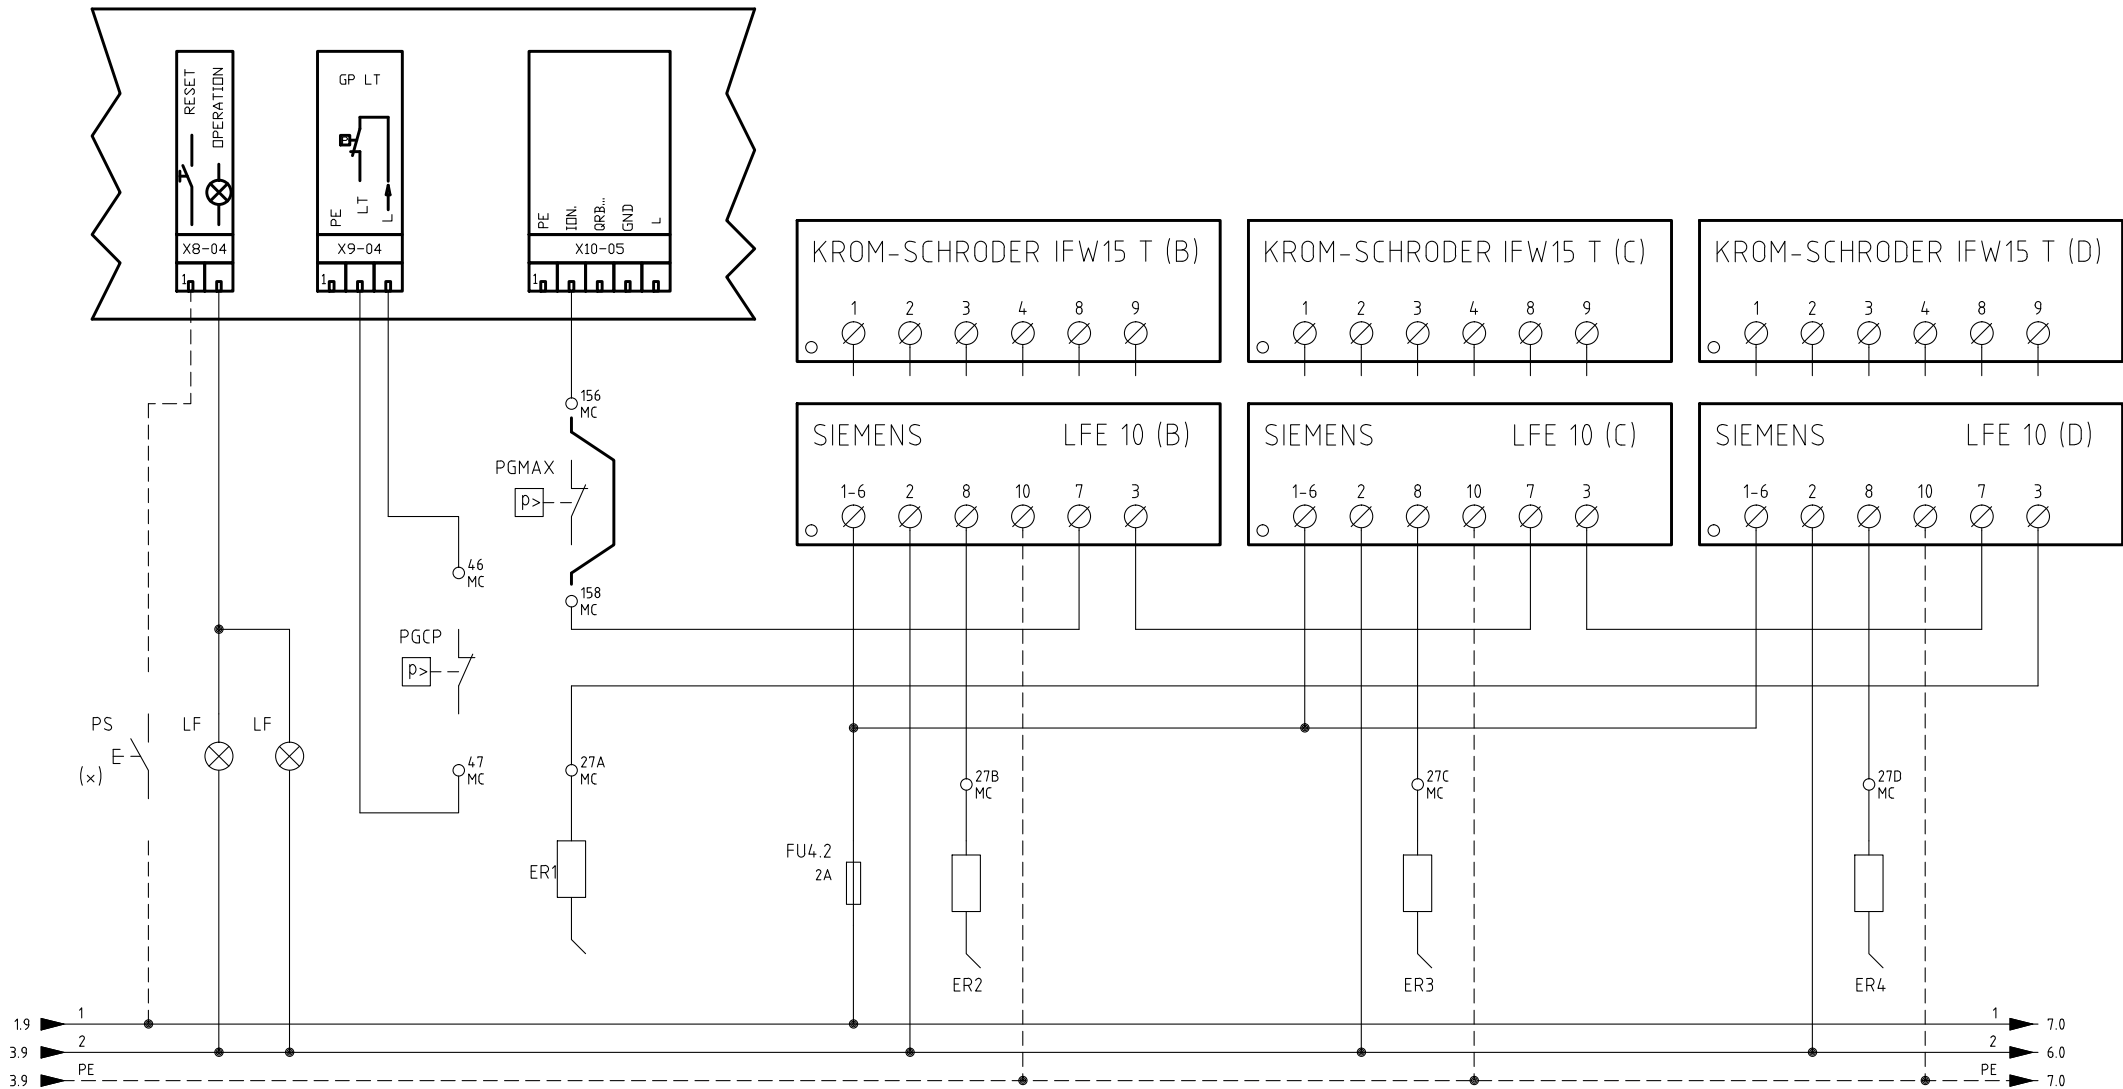 RESET
OPERATION
X8-04
1
GP LT
P
PE
LT
L
X9-04
1
PE
ION.
QRB...
GND
L
X10-05
1
KROM-SCHRODER IFW15 T (B)
1 2 3 4 8 9
KROM-SCHRODER IFW15 T (C)
1 2 3 4 8 9
KROM-SCHRODER IFW15 T (D)
1 2 3 4 8 9
SIEMENS LFE 10 (B)
1-6 2 8 10 7 3
SIEMENS LFE 10 (C)
1-6 2 8 10 7 3
SIEMENS LFE 10 (D)
1-6 2 8 10 7 3
156
MC
PGMAX
p>
158
MC
46
MC
PGCP
p>
47
MC
PS
(x)
LF
LF
27A
MC
ER1
FU4.2
2A
27B
MC
ER2
27C
MC
ER3
27D
MC
ER4
1.9 1 1 7.0
3.9 2 2 6.0
3.9 PE PE 7.0